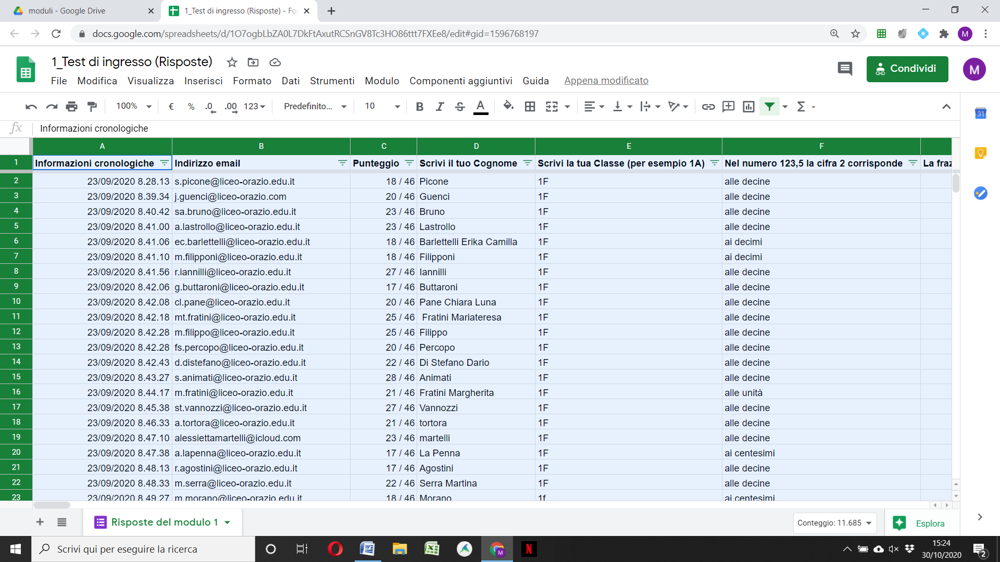 moduli - Google Drive
1_Test di ingresso (Risposte) - Fo
docs.google.com/spreadsheets/d/1O7ogbLbZA0L7DkFtAxutRCSnGV8Tc3HO86ttt7FXEe8/edit#gid=1596768197
M
1_Test di ingresso (Risposte)
Condividi
M
File Modifica Visualizza Inserisci Formato Dati Strumenti Modulo Componenti aggiuntivi Guida Appena modificato
100% € % .0 .00 123 Predefinito... 10 B I S A Σ
31
fx Informazioni cronologiche
A B C D E F
1 Informazioni cronologiche Indirizzo email Punteggio Scrivi il tuo Cognome Scrivi la tua Classe (per esempio 1A) Nel numero 123,5 la cifra 2 corrisponde La fraz
2 23/09/2020 8.28.13 s.picone@liceo-orazio.edu.it 18 / 46 Picone 1F alle decine
3 23/09/2020 8.39.34 j.guenci@liceo-orazio.com 20 / 46 Guenci 1F alle decine
4 23/09/2020 8.40.42 sa.bruno@liceo-orazio.edu.it 23 / 46 Bruno 1F alle decine
5 23/09/2020 8.41.00 a.lastrollo@liceo-orazio.edu.it 23 / 46 Lastrollo 1F alle decine
6 23/09/2020 8.41.06 ec.barlettelli@liceo-orazio.edu.it 18 / 46 Barlettelli Erika Camilla 1F ai decimi
7 23/09/2020 8.41.10 m.filipponi@liceo-orazio.edu.it 18 / 46 Filipponi 1F ai decimi
8 23/09/2020 8.41.56 r.iannilli@liceo-orazio.edu.it 27 / 46 Iannilli 1F alle decine
9 23/09/2020 8.42.06 g.buttaroni@liceo-orazio.edu.it 17 / 46 Buttaroni 1F alle decine
10 23/09/2020 8.42.08 cl.pane@liceo-orazio.edu.it 20 / 46 Pane Chiara Luna 1F alle decine
11 23/09/2020 8.42.18 mt.fratini@liceo-orazio.edu.it 25 / 46 Fratini Mariateresa 1F alle decine
12 23/09/2020 8.42.28 m.filippo@liceo-orazio.edu.it 25 / 46 Filippo 1F alle decine
13 23/09/2020 8.42.28 fs.percopo@liceo-orazio.edu.it 20 / 46 Percopo 1F alle decine
14 23/09/2020 8.42.43 d.distefano@liceo-orazio.edu.it 22 / 46 Di Stefano Dario 1F alle decine
15 23/09/2020 8.43.27 s.animati@liceo-orazio.edu.it 28 / 46 Animati 1F alle decine
16 23/09/2020 8.44.17 m.fratini@liceo-orazio.edu.it 21 / 46 Fratini Margherita 1F alle unità
17 23/09/2020 8.45.38 st.vannozzi@liceo-orazio.edu.it 27 / 46 Vannozzi 1F alle decine
18 23/09/2020 8.46.33 a.tortora@liceo-orazio.edu.it 21 / 46 tortora 1F alle decine
19 23/09/2020 8.47.10 alessiettamartelli@icloud.com 23 / 46 martelli 1F alle decine
20 23/09/2020 8.47.38 a.lapenna@liceo-orazio.edu.it 17 / 46 La Penna 1F ai centesimi
21 23/09/2020 8.48.13 r.agostini@liceo-orazio.edu.it 17 / 46 Agostini 1F alle decine
22 23/09/2020 8.48.33 m.serra@liceo-orazio.edu.it 22 / 46 Serra Martina 1F alle decine
23 23/09/2020 8.49.27 m.morano@liceo-orazio.edu.it 18 / 46 Morano 1f ai centesimi
Risposte del modulo 1
Conteggio: 11.685
Esplora
Scrivi qui per eseguire la ricerca
15:24
30/10/2020
2